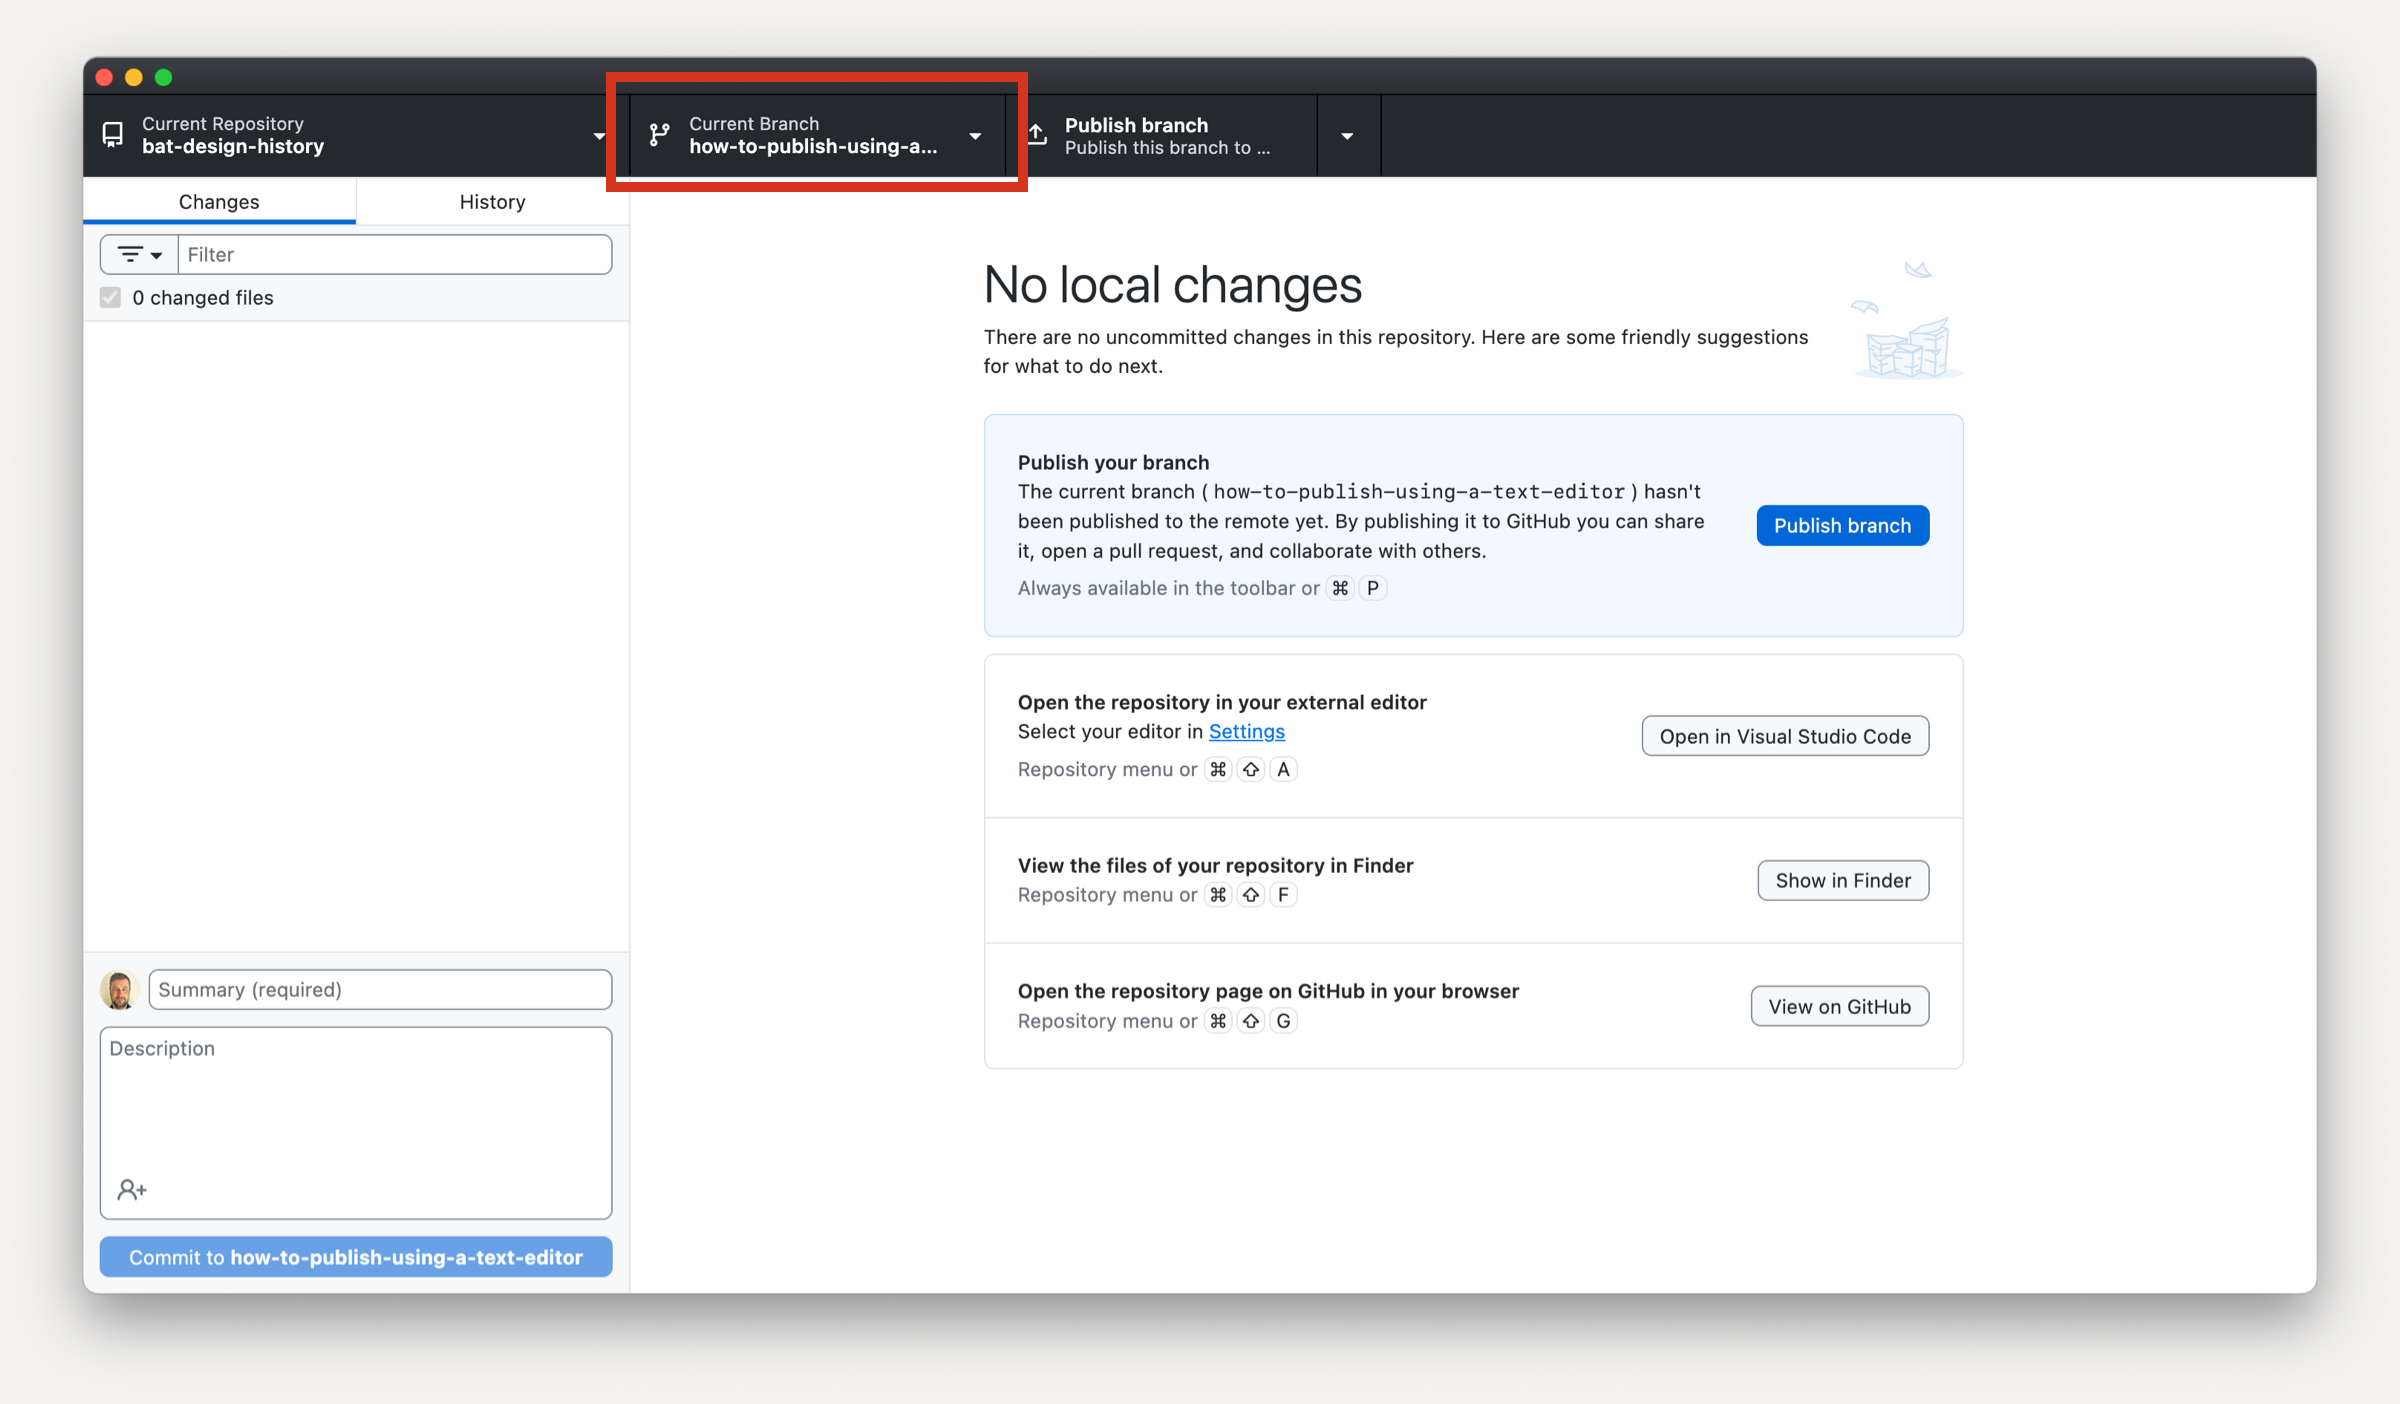 Current Repository
bat-design-history
Current Branch
how-to-publish-using-a...
Publish branch
Publish this branch to ...
Changes
History
Filter
0 changed files
No local changes
There are no uncommitted changes in this repository. Here are some friendly suggestions
for what to do next.
Publish your branch
The current branch ( how-to-publish-using-a-text-editor ) hasn't
been published to the remote yet. By publishing it to GitHub you can share
it, open a pull request, and collaborate with others.
Always available in the toolbar or ⌘ P
Publish branch
Open the repository in your external editor
Select your editor in Settings
Repository menu or ⌘ ⇧ A
Open in Visual Studio Code
View the files of your repository in Finder
Repository menu or ⌘ ⇧ F
Show in Finder
Open the repository page on GitHub in your browser
Repository menu or ⌘ ⇧ G
View on GitHub
Summary (required)
Description
Commit to how-to-publish-using-a-text-editor